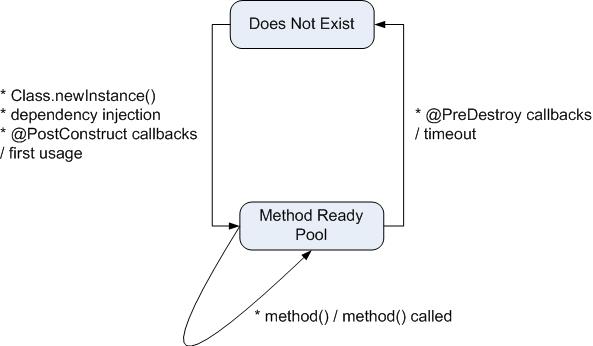 Does Not Exist
* Class.newInstance()
* dependency injection
* @PostConstruct callbacks
/ first usage
* @PreDestroy callbacks
/ timeout
Method Ready
Pool
* method() / method() called